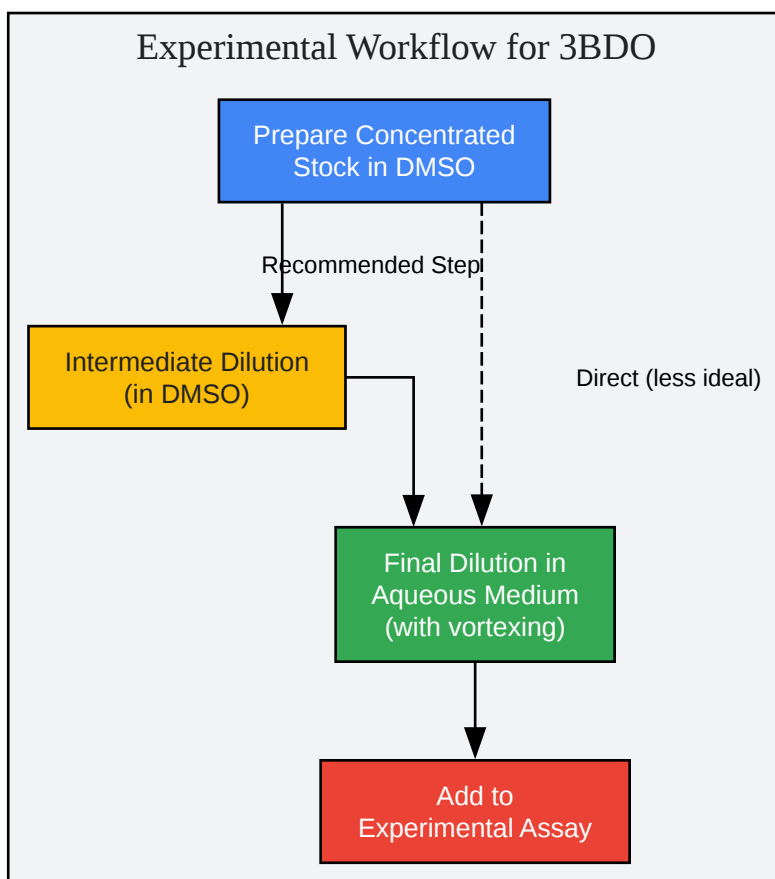 Experimental Workflow for 3BDO
Prepare Concentrated
Stock in DMSO
Recommended Step
Intermediate Dilution
(in DMSO)
Direct (less ideal)
Final Dilution in
Aqueous Medium
(with vortexing)
Add to
Experimental Assay